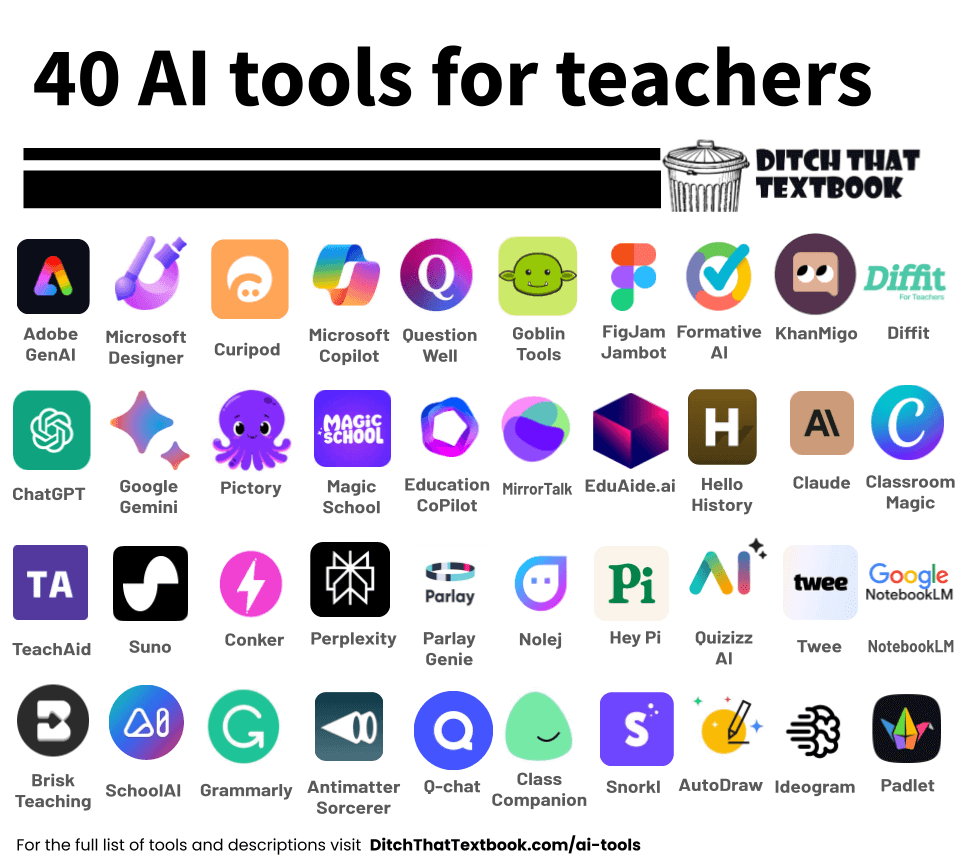 40 AI tools for teachers
DITCH THAT
TEXTBOOK
Diffit
For Teachers
Adobe
GenAI
Microsoft
Designer
Curipod
Microsoft
Copilot
Q
Question
Well
Goblin
Tools
FigJam
Jambot
Formative
AI
KhanMigo
Diffit
MAGIC
SCHOOL
H
A\
C
ChatGPT
Google
Gemini
Pictory
Magic
School
Education
CoPilot
MirrorTalk
EduAide.ai
Hello
History
Claude
Classroom
Magic
TA
Parlay
Pi
AI
twee
Google
NotebookLM
TeachAid
Suno
Conker
Perplexity
Parlay
Genie
Nolej
Hey Pi
Quizizz
AI
Twee
NotebookLM
B
G
Q
S
Brisk
Teaching
SchoolAI
Grammarly
Antimatter
Sorcerer
Q-chat
Class
Companion
Snorkl
AutoDraw
Ideogram
Padlet
For the full list of tools and descriptions visit DitchThatTextbook.com/ai-tools